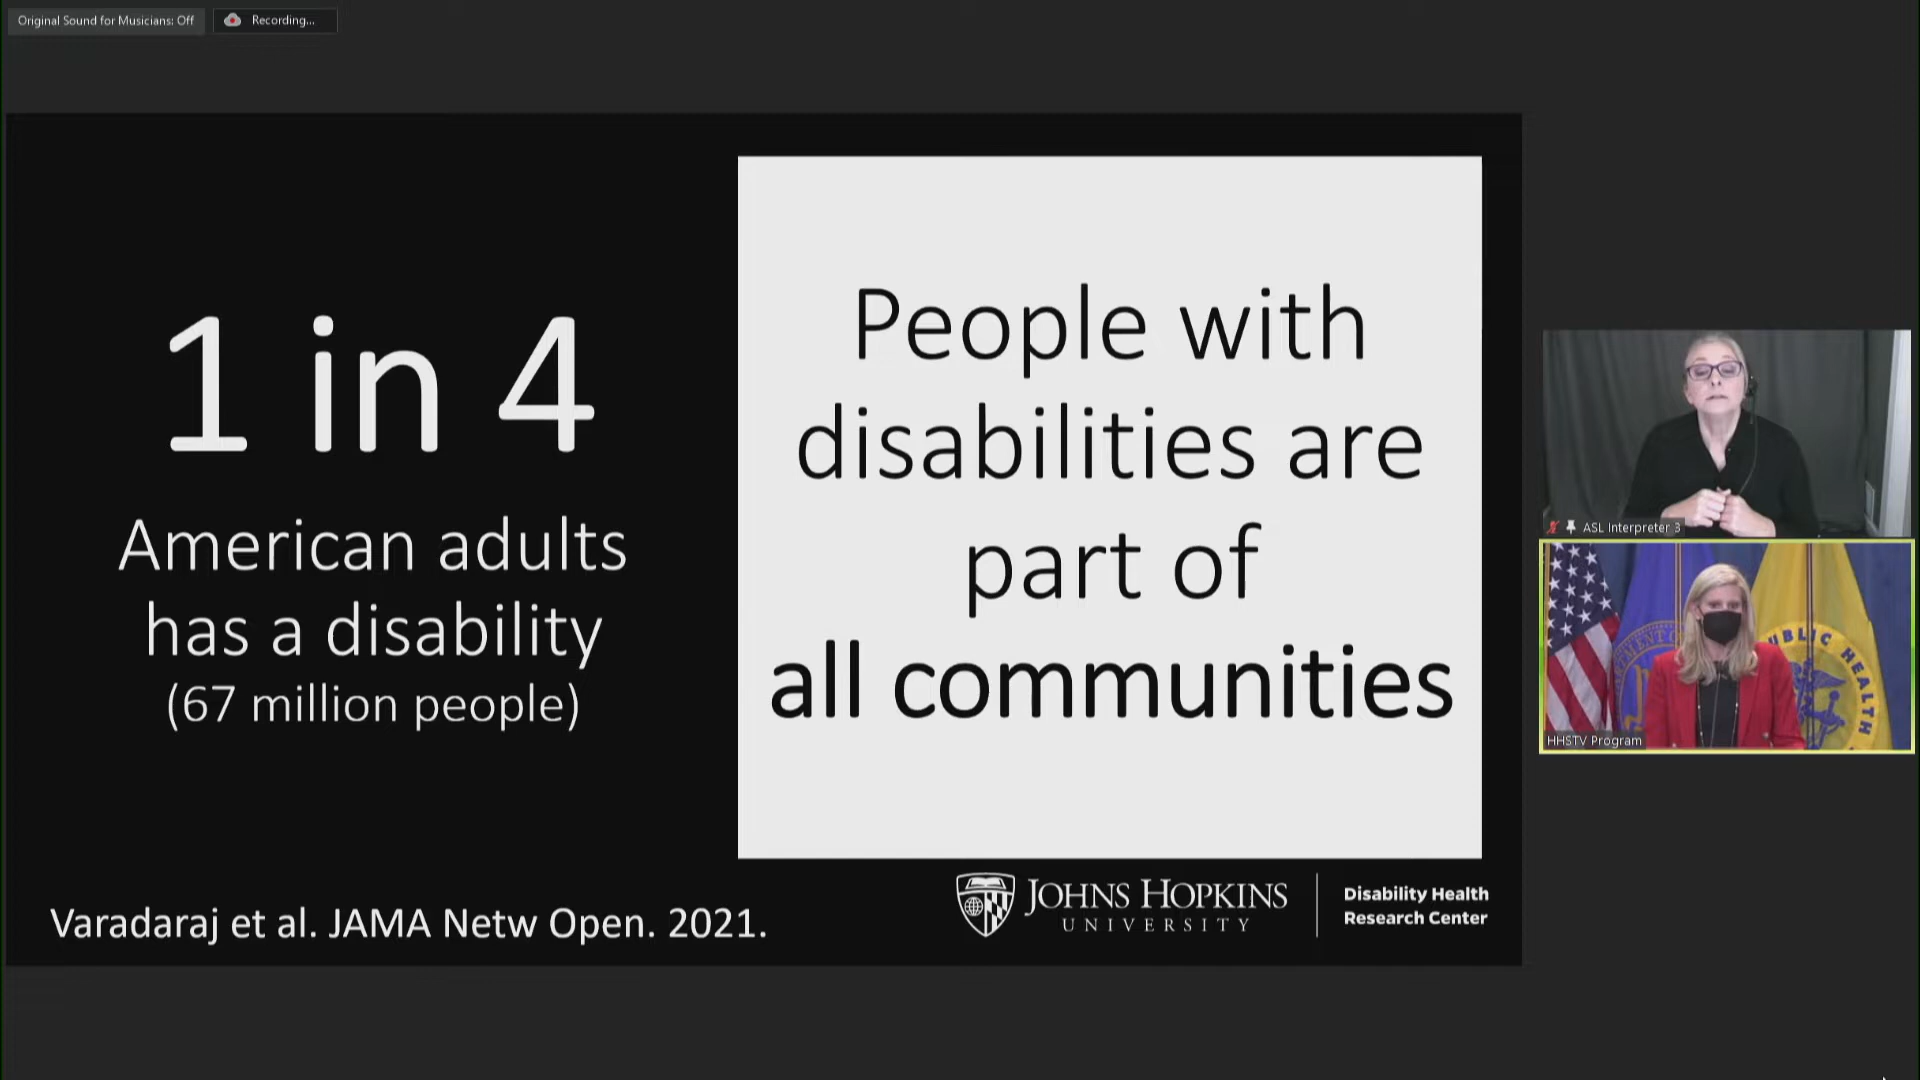 Original Sound for Musicians: Off
Recording...
1 in 4
American adults
has a disability
(67 million people)
People with
disabilities are
part of
all communities
Varadaraj et al. JAMA Netw Open. 2021.
JOHNS HOPKINS
UNIVERSITY
Disability Health
Research Center
ASL Interpreter 3
UBLIC HEALTH
HHSTV Program